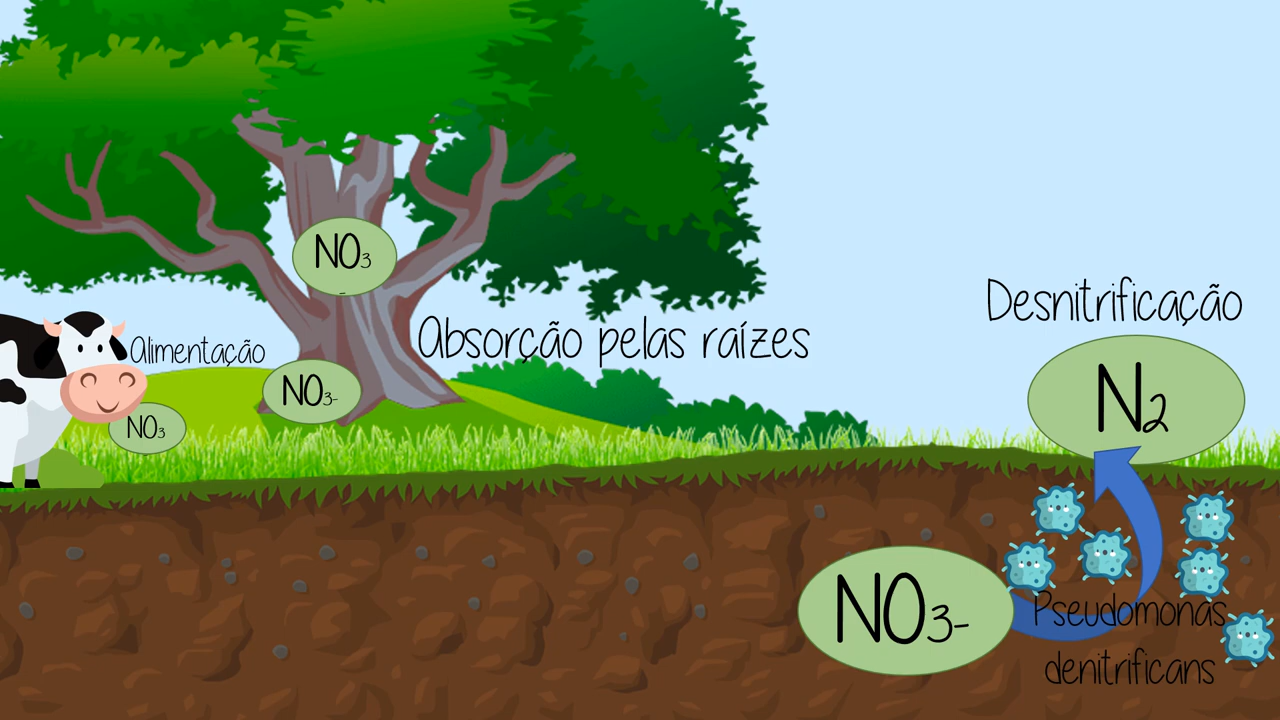 NO3
-
Desnitrificação
Absorção pelas raízes
Alimentação
NO3-
N2
NO3
NO3-
Pseudomonas
denitrificans